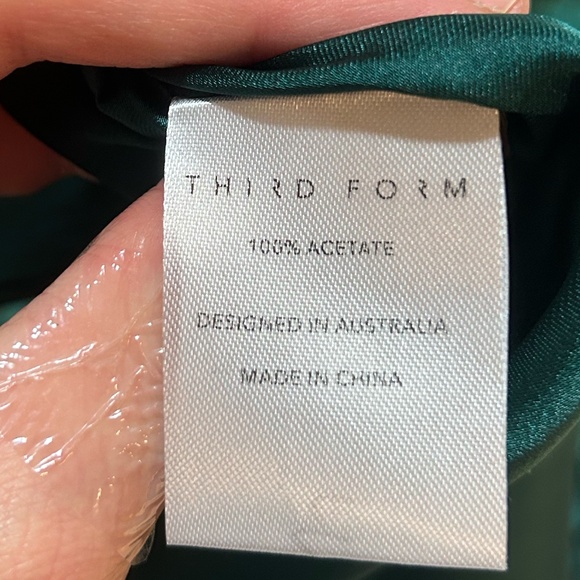 THIRD FORM
100% ACETATE
DESIGNED IN AUSTRALIA
MADE IN CHINA